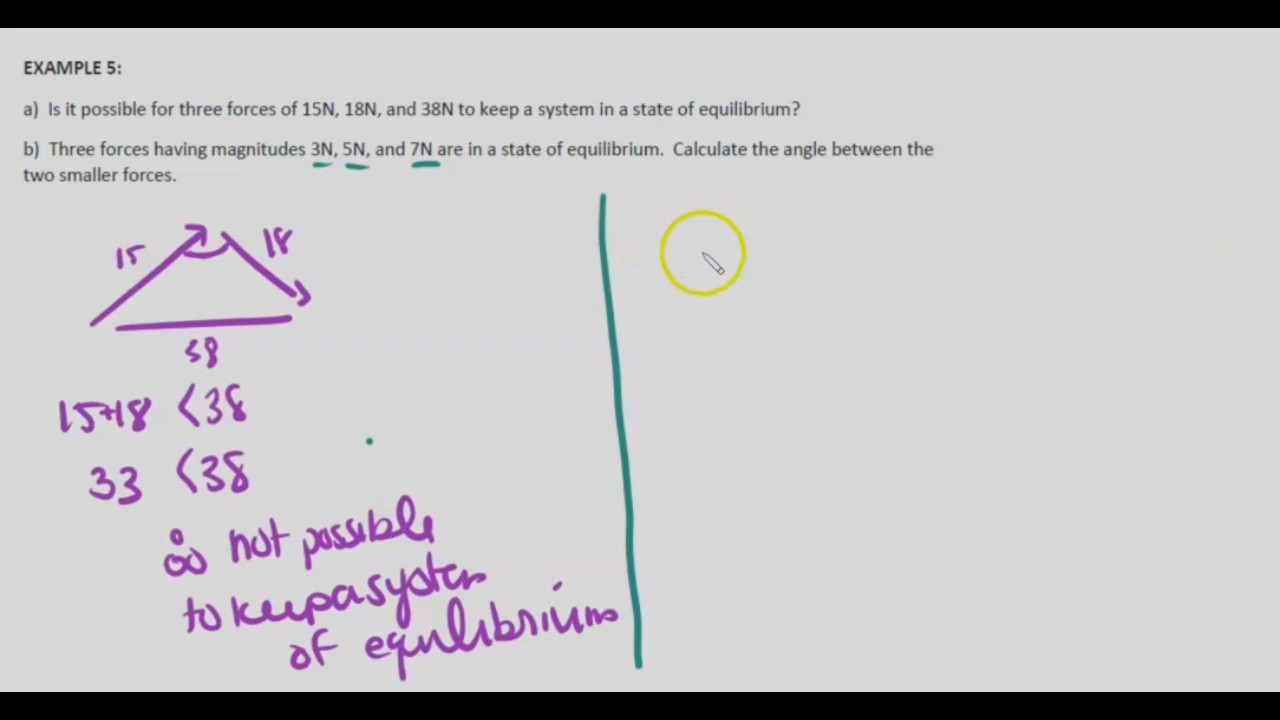 EXAMPLE 5:
a) Is it possible for three forces of 15N, 18N, and 38N to keep a system in a state of equilibrium?
b) Three forces having magnitudes 3N, 5N, and 7N are in a state of equilibrium. Calculate the angle between the
two smaller forces.
15
18
38
15+18 <38
33 <38
∴ not possible
to keep a system
of equilibrium